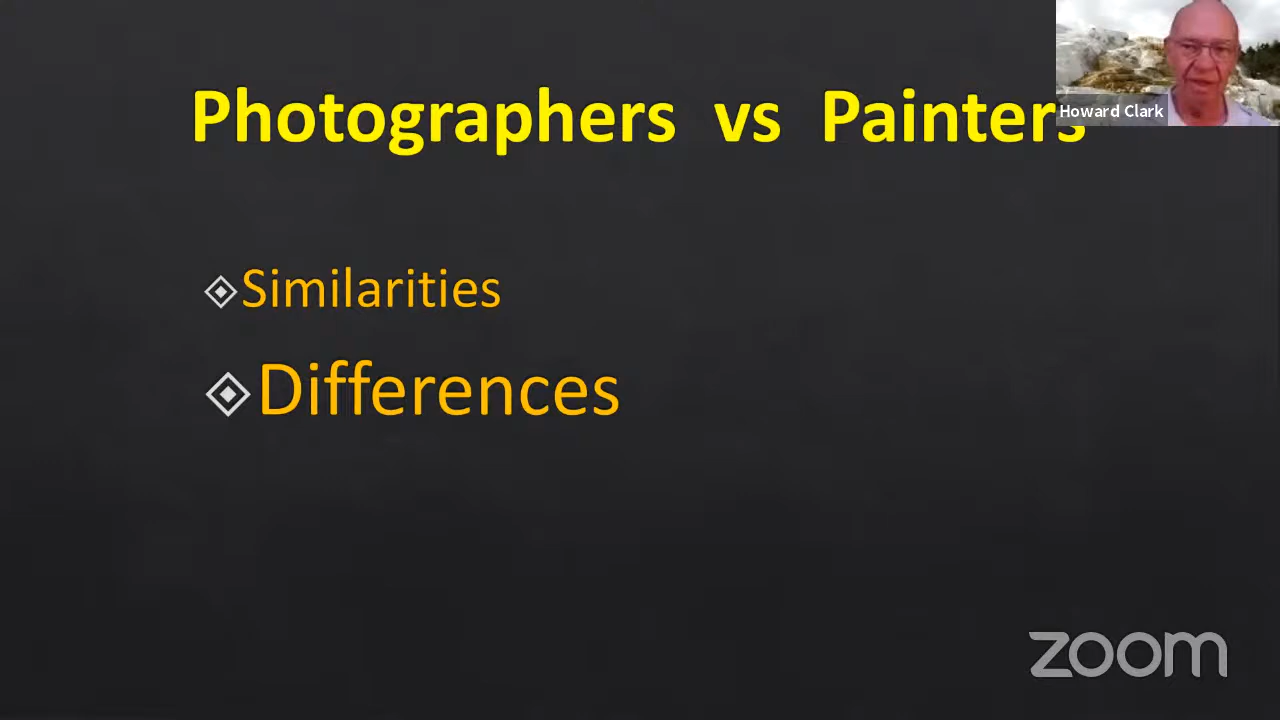 Photographers vs Painters
Howard Clark
Similarities
Differences
zoom